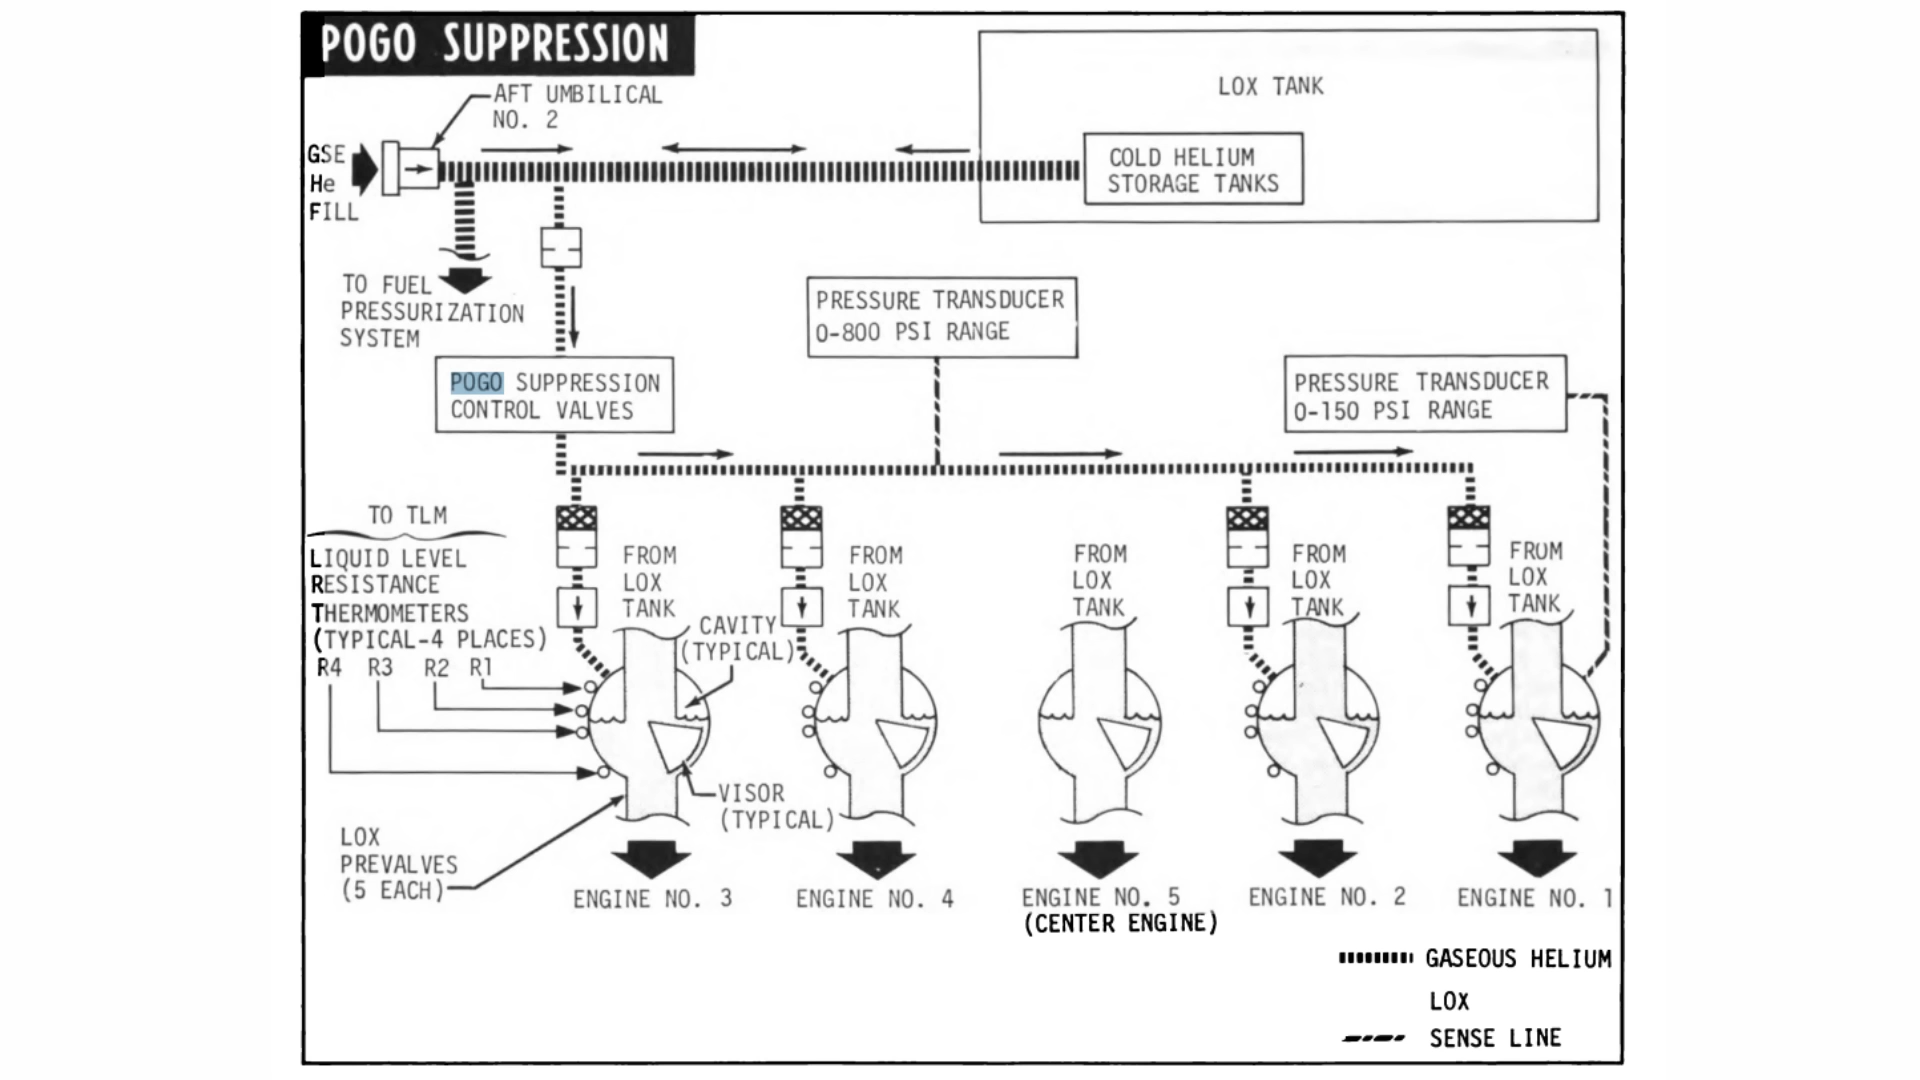 POGO SUPPRESSION
AFT UMBILICAL
NO. 2
LOX TANK
GSE
He
FILL
COLD HELIUM
STORAGE TANKS
TO FUEL
PRESSURIZATION
SYSTEM
PRESSURE TRANSDUCER
0-800 PSI RANGE
POGO SUPPRESSION
CONTROL VALVES
PRESSURE TRANSDUCER
0-150 PSI RANGE
TO TLM
LIQUID LEVEL
RESISTANCE
THERMOMETERS
(TYPICAL-4 PLACES)
R4 R3 R2 R1
FROM
LOX
TANK
CAVITY
(TYPICAL)
FROM
LOX
TANK
FROM
LOX
TANK
FROM
LOX
TANK
FROM
LOX
TANK
VISOR
(TYPICAL)
LOX
PREVALVES
(5 EACH)
ENGINE NO. 3
ENGINE NO. 4
ENGINE NO. 5
(CENTER ENGINE)
ENGINE NO. 2
ENGINE NO. 1
GASEOUS HELIUM
LOX
SENSE LINE